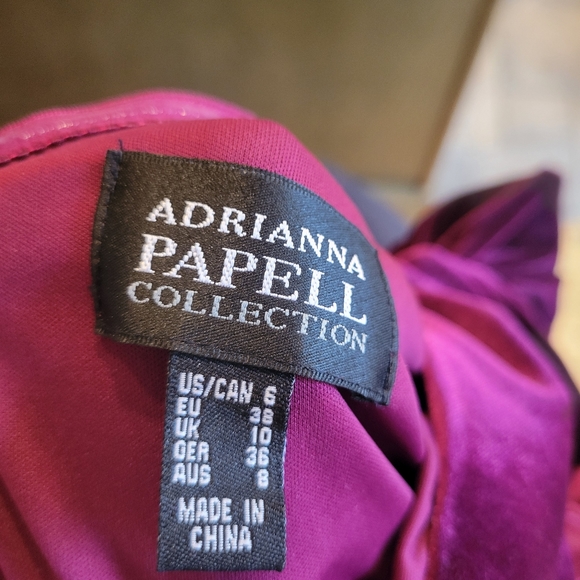 ADRIANNA
PAPELL
COLLECTION
US/CAN 6
EU 38
UK 10
GER 36
AUS 8
MADE IN
CHINA